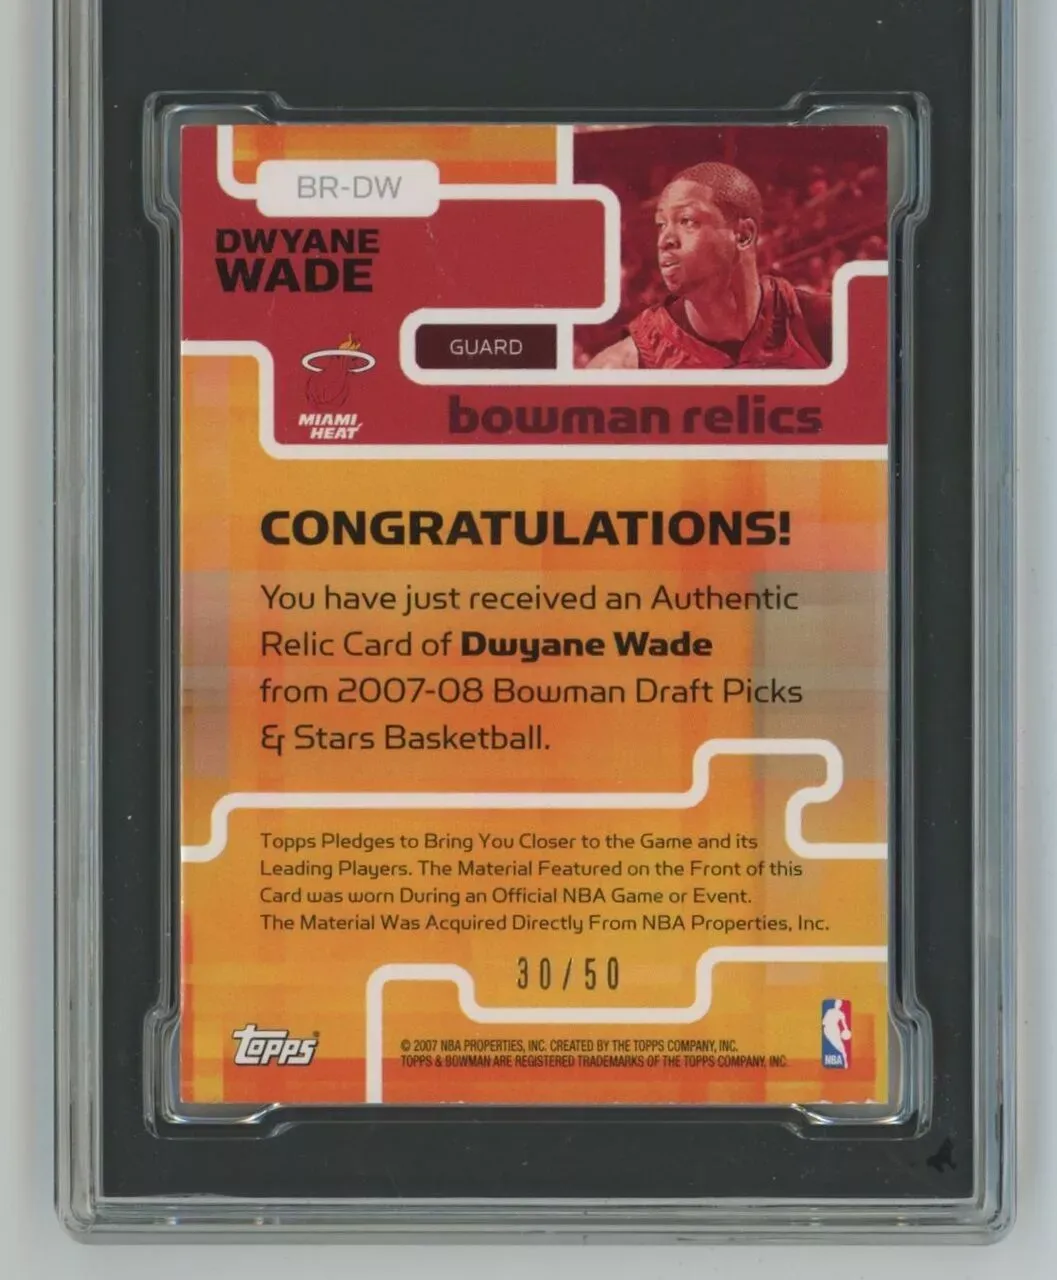 BR-DW
DWYANE
WADE
GUARD
MIAMI
HEAT
bowman relics
CONGRATULATIONS!
You have just received an Authentic
Relic Card of Dwyane Wade
from 2007-08 Bowman Draft Picks
& Stars Basketball.
Topps Pledges to Bring You Closer to the Game and its
Leading Players. The Material Featured on the Front of this
Card was worn During an Official NBA Game or Event.
The Material Was Acquired Directly From NBA Properties, Inc.
30/50
topps®
© 2007 NBA PROPERTIES, INC. CREATED BY THE TOPPS COMPANY, INC.
TOPPS & BOWMAN ARE REGISTERED TRADEMARKS OF THE TOPPS COMPANY, INC.
NBA